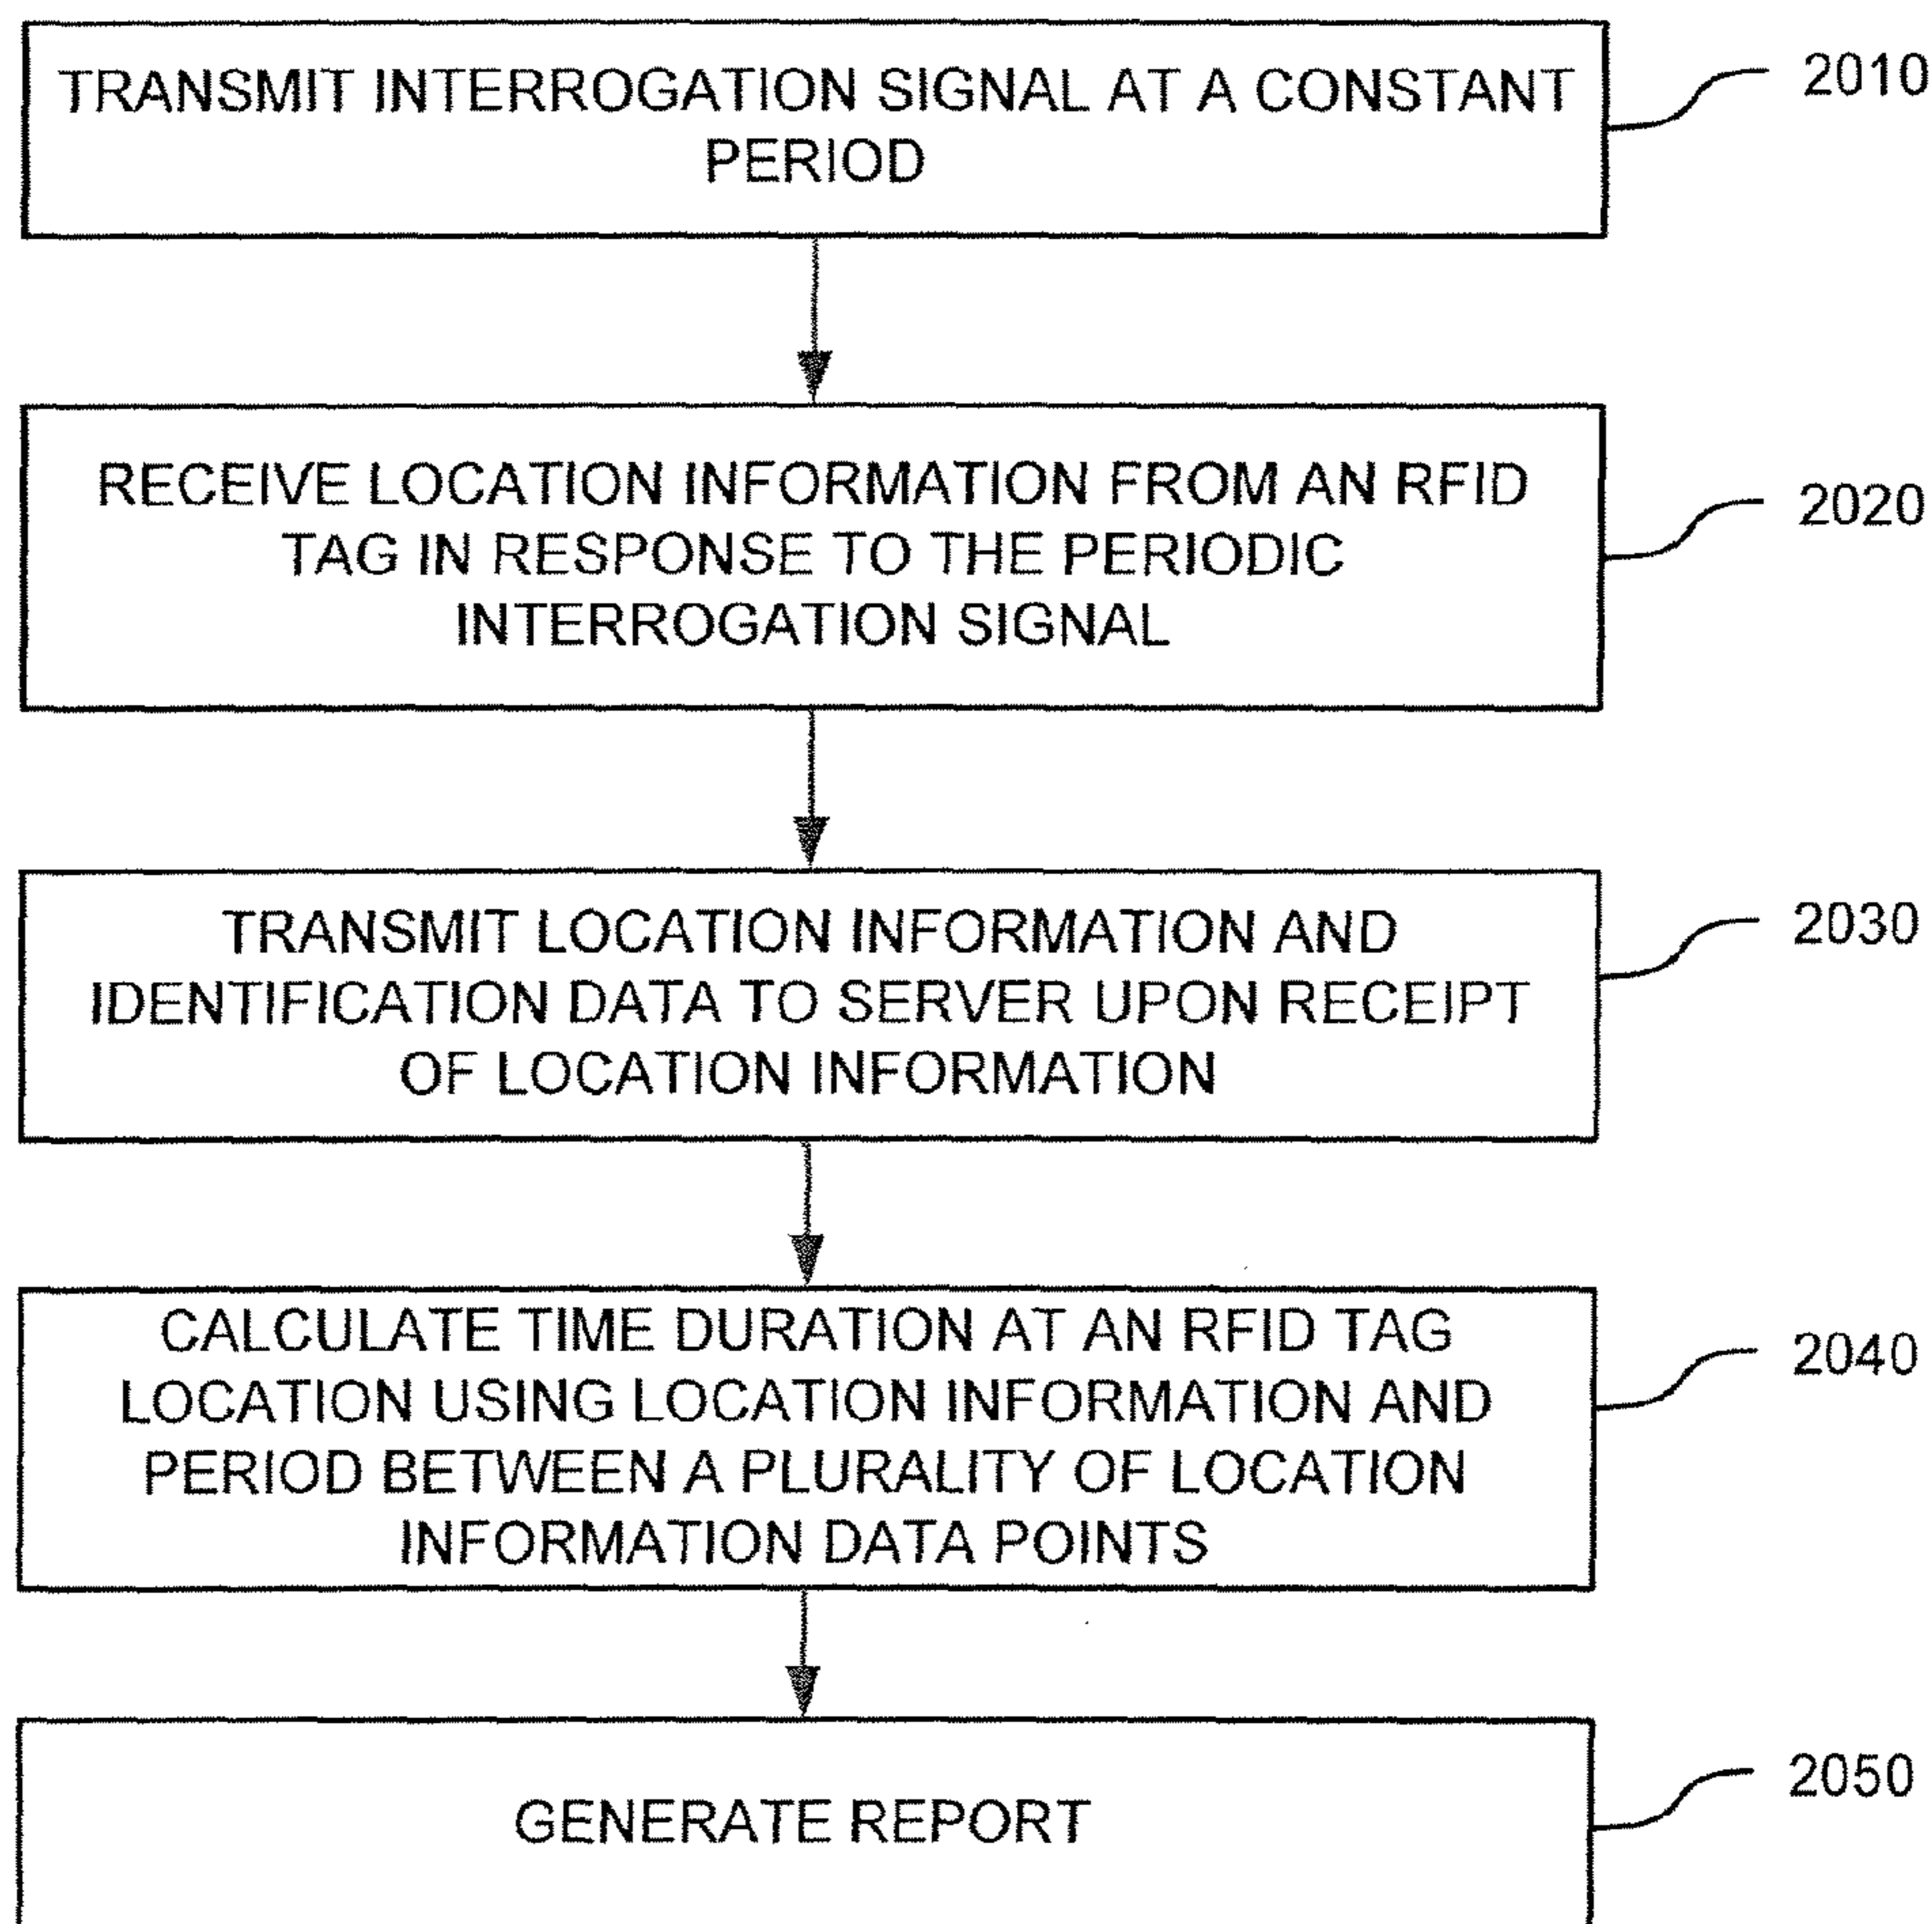 TRANSMIT INTERROGATION SIGNAL AT A CONSTANT
PERIOD
2010
RECEIVE LOCATION INFORMATION FROM AN RFID
TAG IN RESPONSE TO THE PERIODIC
INTERROGATION SIGNAL
2020
TRANSMIT LOCATION INFORMATION AND
IDENTIFICATION DATA TO SERVER UPON RECEIPT
OF LOCATION INFORMATION
2030
CALCULATE TIME DURATION AT AN RFID TAG
LOCATION USING LOCATION INFORMATION AND
PERIOD BETWEEN A PLURALITY OF LOCATION
INFORMATION DATA POINTS
2040
GENERATE REPORT
2050